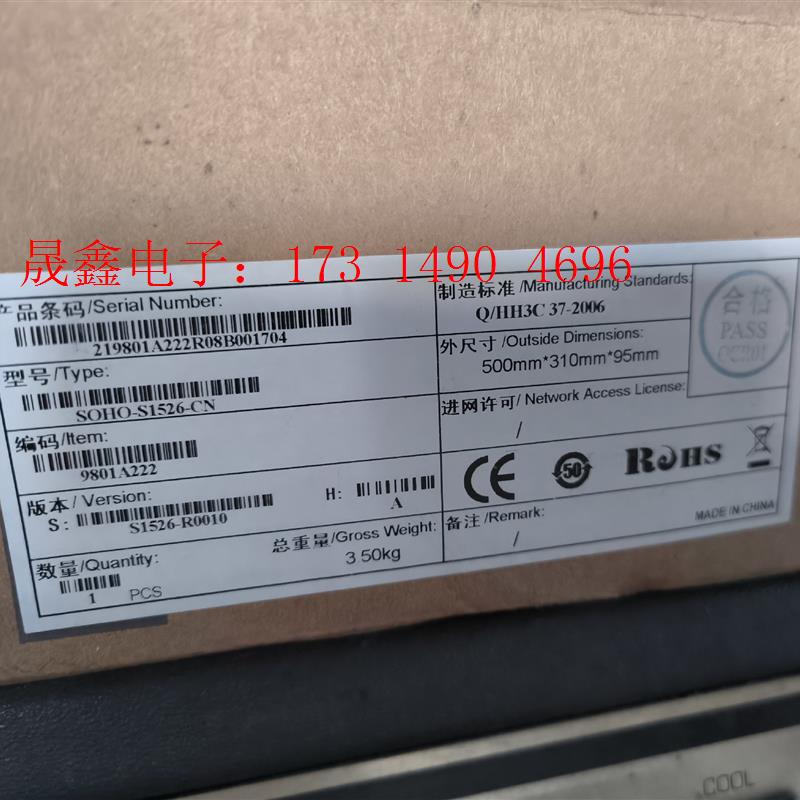 晟鑫电子：173 1490 4696
产品条码/Serial Number:
219801A222R08B001704
型号/Type:
SOHO-S1526-CN
编码/Item:
9801A222
版本/Version:
S: S1526-R0010
H: A
数量/Quantity:
1 PCS
总重量/Gross Weight:
3.50kg
制造标准/Manufacturing Standards:
Q/HH3C 37-2006
外尺寸/Outside Dimensions:
500mm*310mm*95mm
进网许可/Network Access License:
/
合格
PASS
CE
50
RoHS
备注/Remark:
/
MADE IN CHINA
COOL